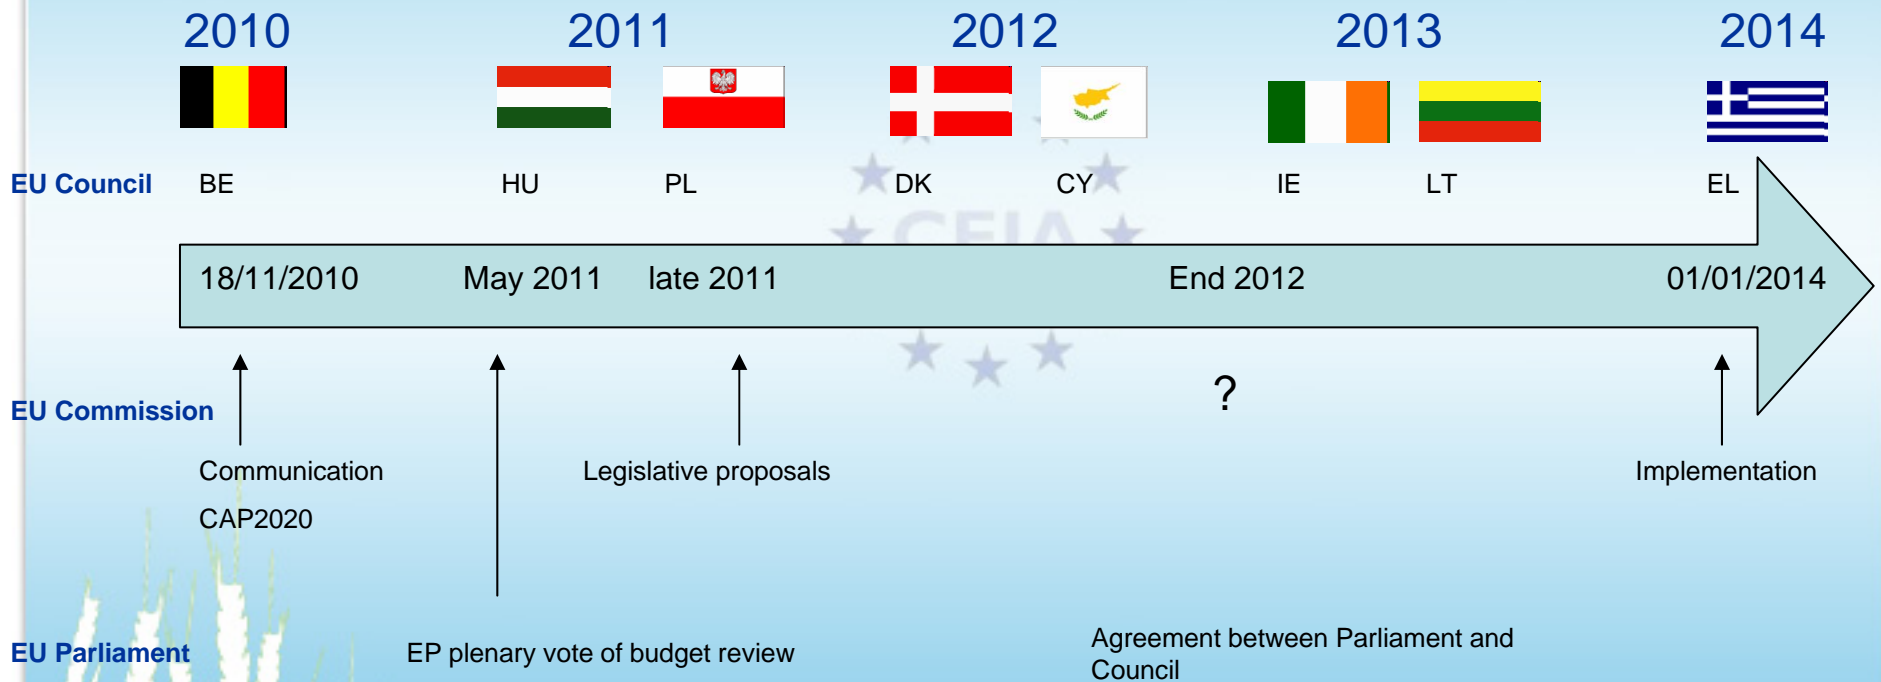 2010 2011 2012 2013 2014
EU Council BE HU PL DK CY IE LT EL
CEJA
18/11/2010 May 2011 late 2011 End 2012 01/01/2014
?
EU Commission
Communication Legislative proposals Implementation
CAP2020
EU Parliament EP plenary vote of budget review Agreement between Parliament and
Council